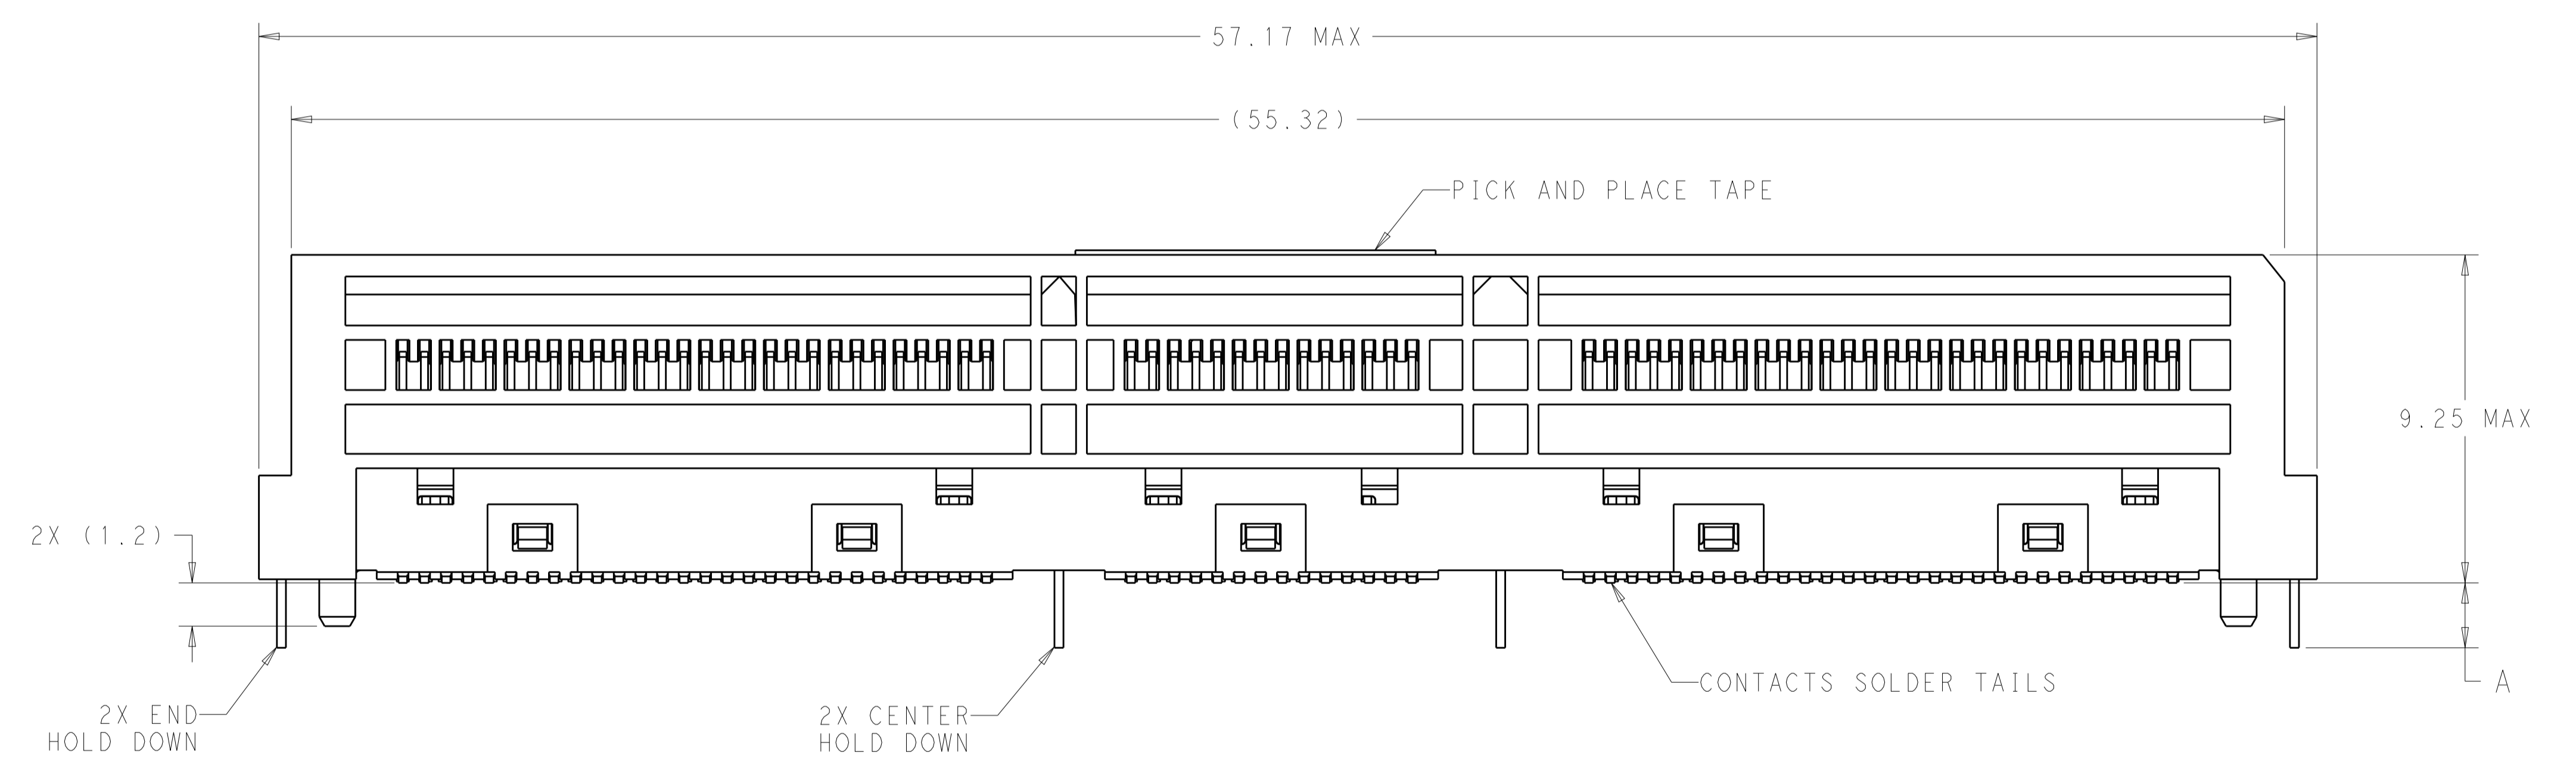 57.17 MAX
(55.32)
PICK AND PLACE TAPE
9.25 MAX
2X (1.2)
CONTACTS SOLDER TAILS
A
2X END
HOLD DOWN
2X CENTER
HOLD DOWN